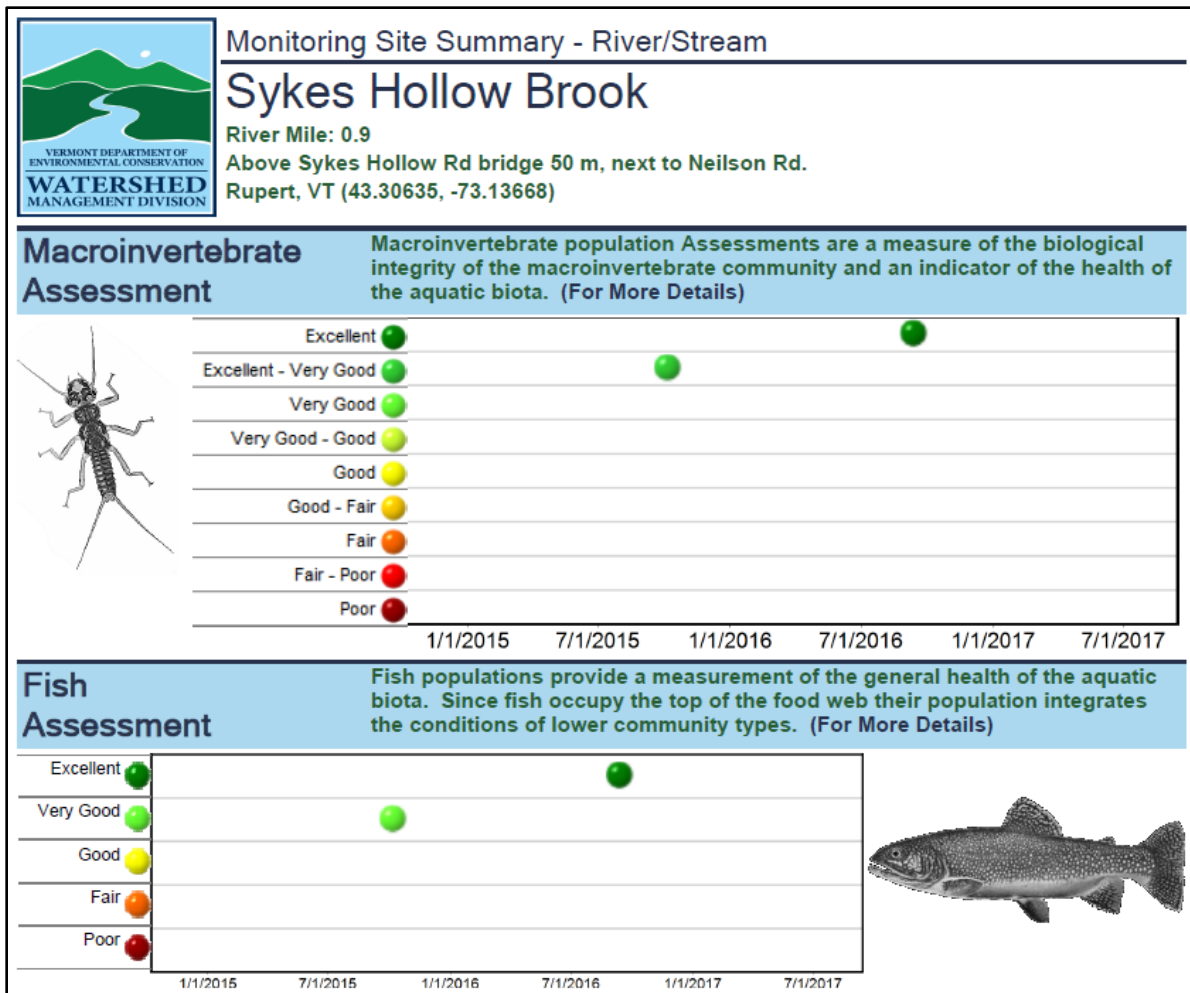 Monitoring Site Summary - River/Stream
Sykes Hollow Brook
River Mile: 0.9
Above Sykes Hollow Rd bridge 50 m, next to Neilson Rd.
Rupert, VT (43.30635, -73.13668)
VERMONT DEPARTMENT OF
ENVIRONMENTAL CONSERVATION
WATERSHED
MANAGEMENT DIVISION
Macroinvertebrate
Assessment
Macroinvertebrate population Assessments are a measure of the biological
integrity of the macroinvertebrate community and an indicator of the health of
the aquatic biota. (For More Details)
Excellent
Excellent - Very Good
Very Good
Very Good - Good
Good
Good - Fair
Fair
Fair - Poor
Poor
1/1/2015 7/1/2015 1/1/2016 7/1/2016 1/1/2017 7/1/2017
Fish
Assessment
Fish populations provide a measurement of the general health of the aquatic
biota. Since fish occupy the top of the food web their population integrates
the conditions of lower community types. (For More Details)
Excellent
Very Good
Good
Fair
Poor
1/1/2015 7/1/2015 1/1/2016 7/1/2016 1/1/2017 7/1/2017